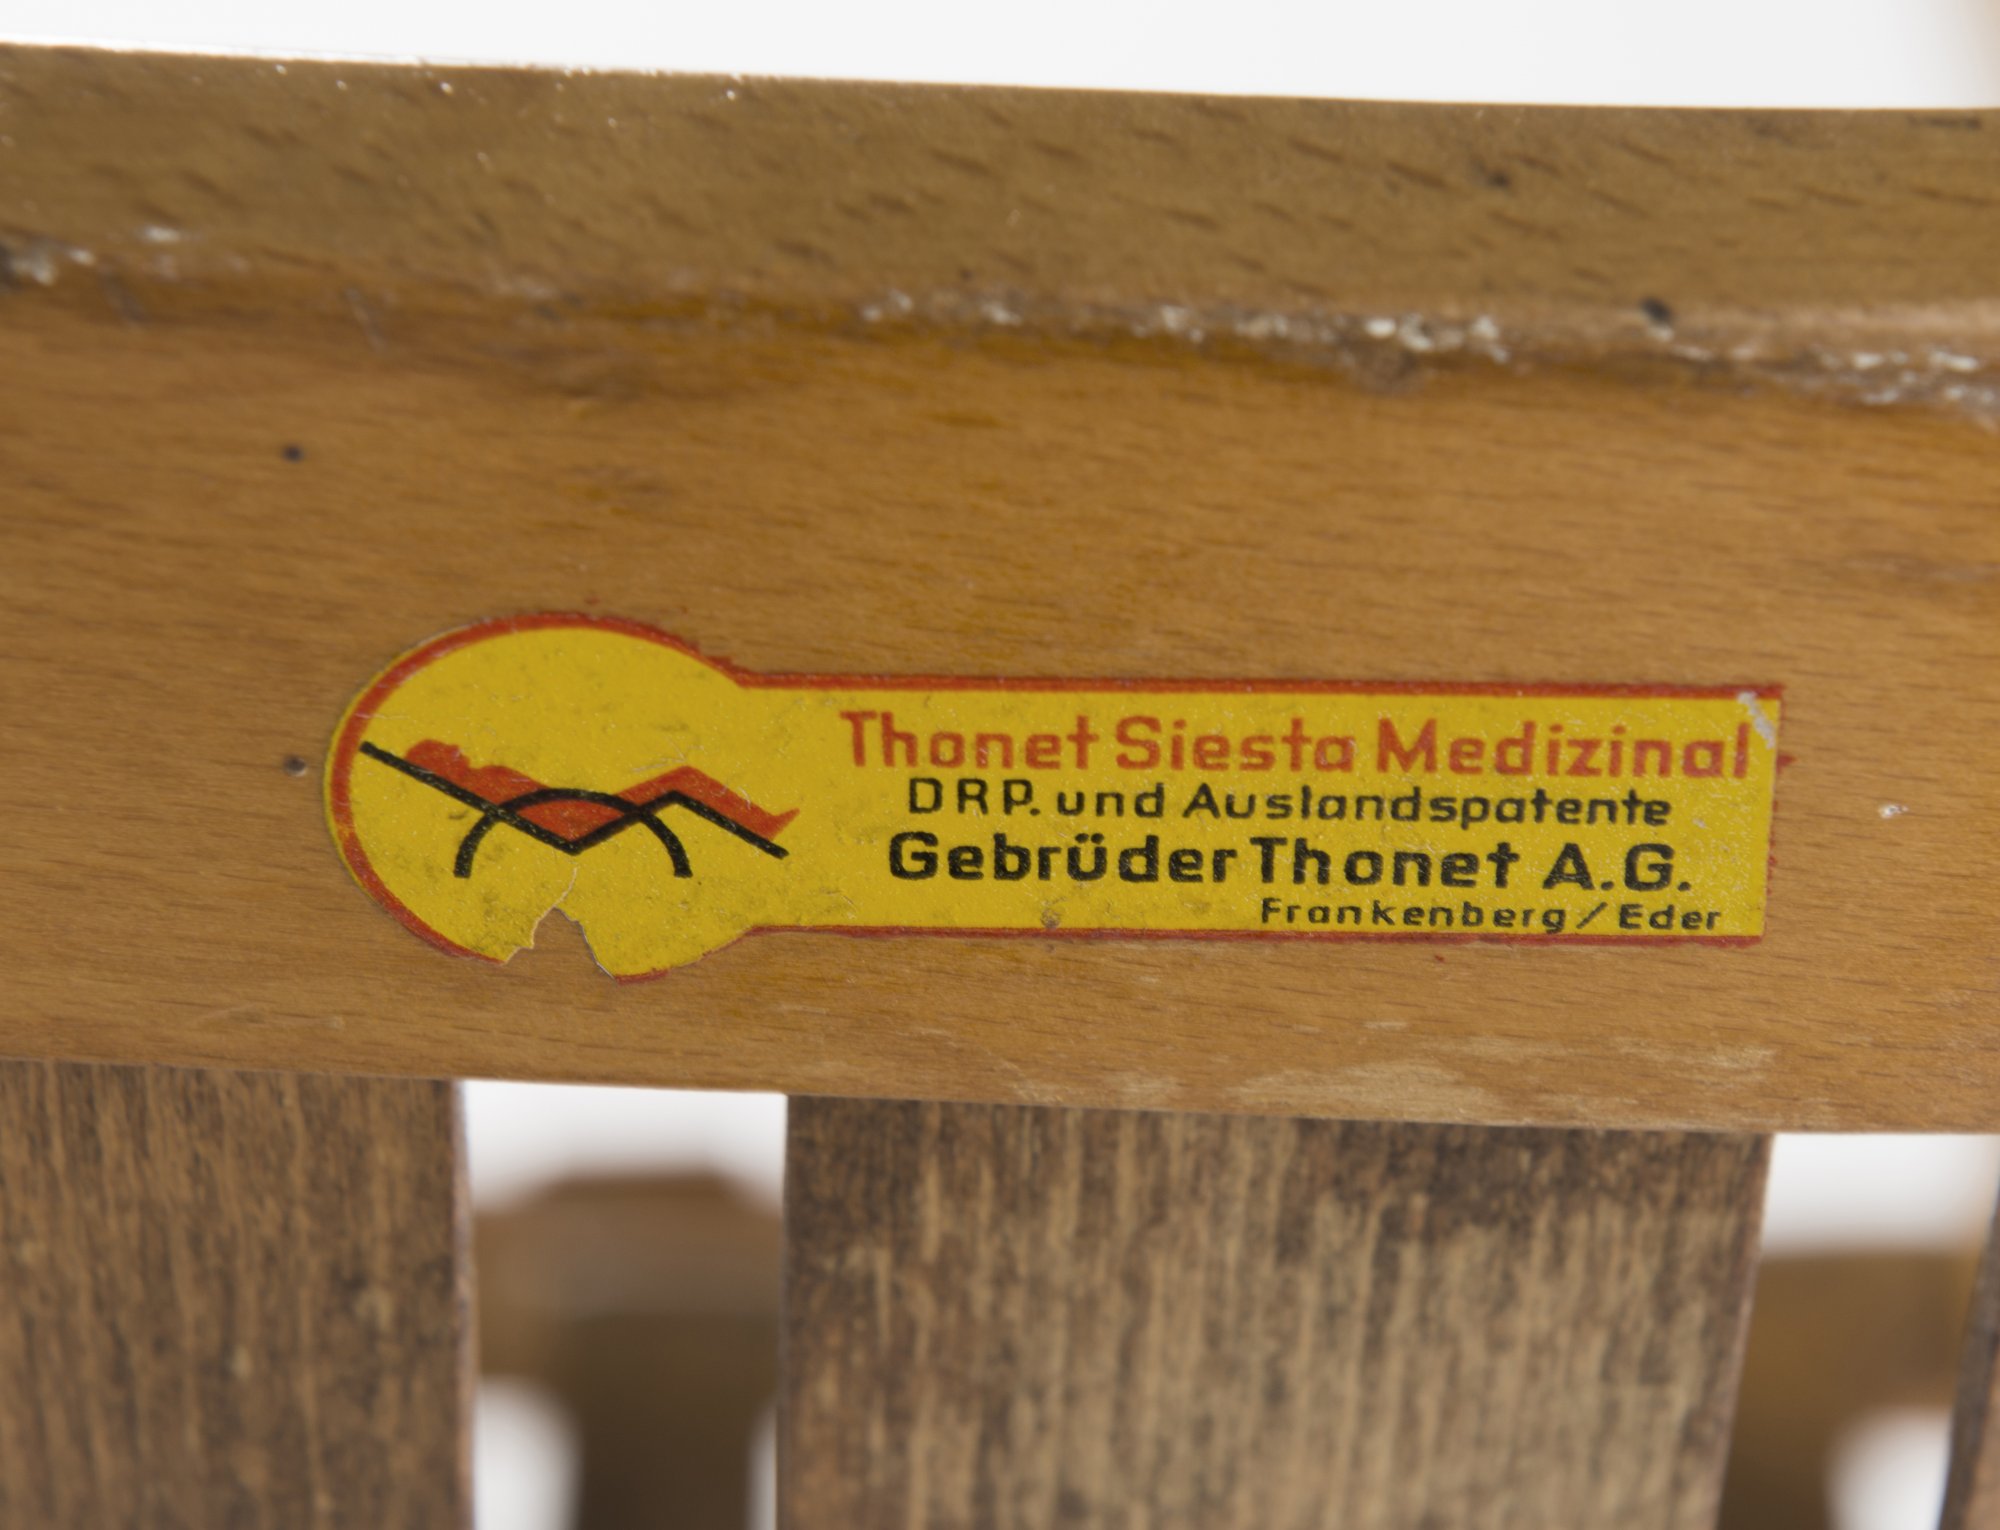 Thonet Siesta Medizinal
DRP. und Auslandspatente
Gebrüder Thonet A.G.
Frankenberg/Eder